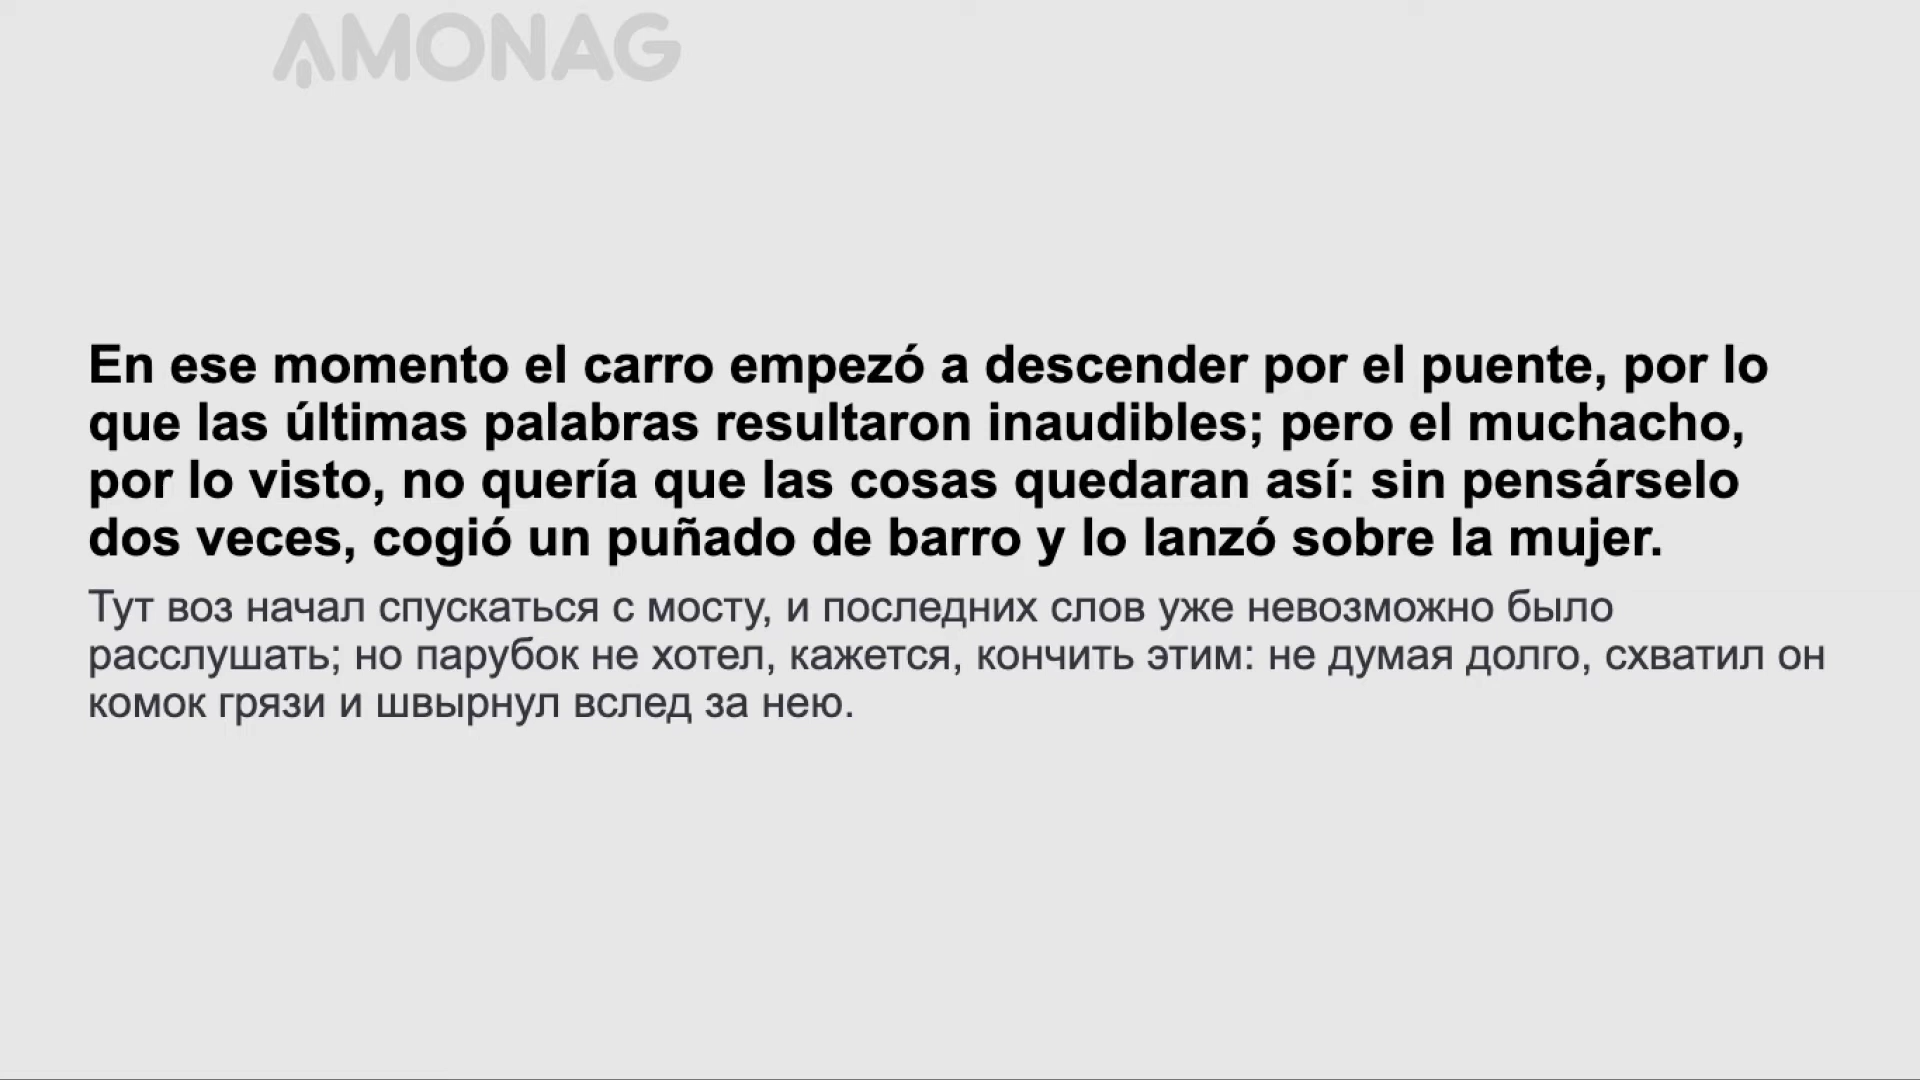 AMONAG
En ese momento el carro empezó a descender por el puente, por lo
que las últimas palabras resultaron inaudibles; pero el muchacho,
por lo visto, no quería que las cosas quedaran así: sin pensárselo
dos veces, cogió un puñado de barro y lo lanzó sobre la mujer.
Тут воз начал спускаться с мосту, и последних слов уже невозможно было
расслушать; но парубок не хотел, кажется, кончить этим: не думая долго, схватил он
комок грязи и швырнул вслед за нею.